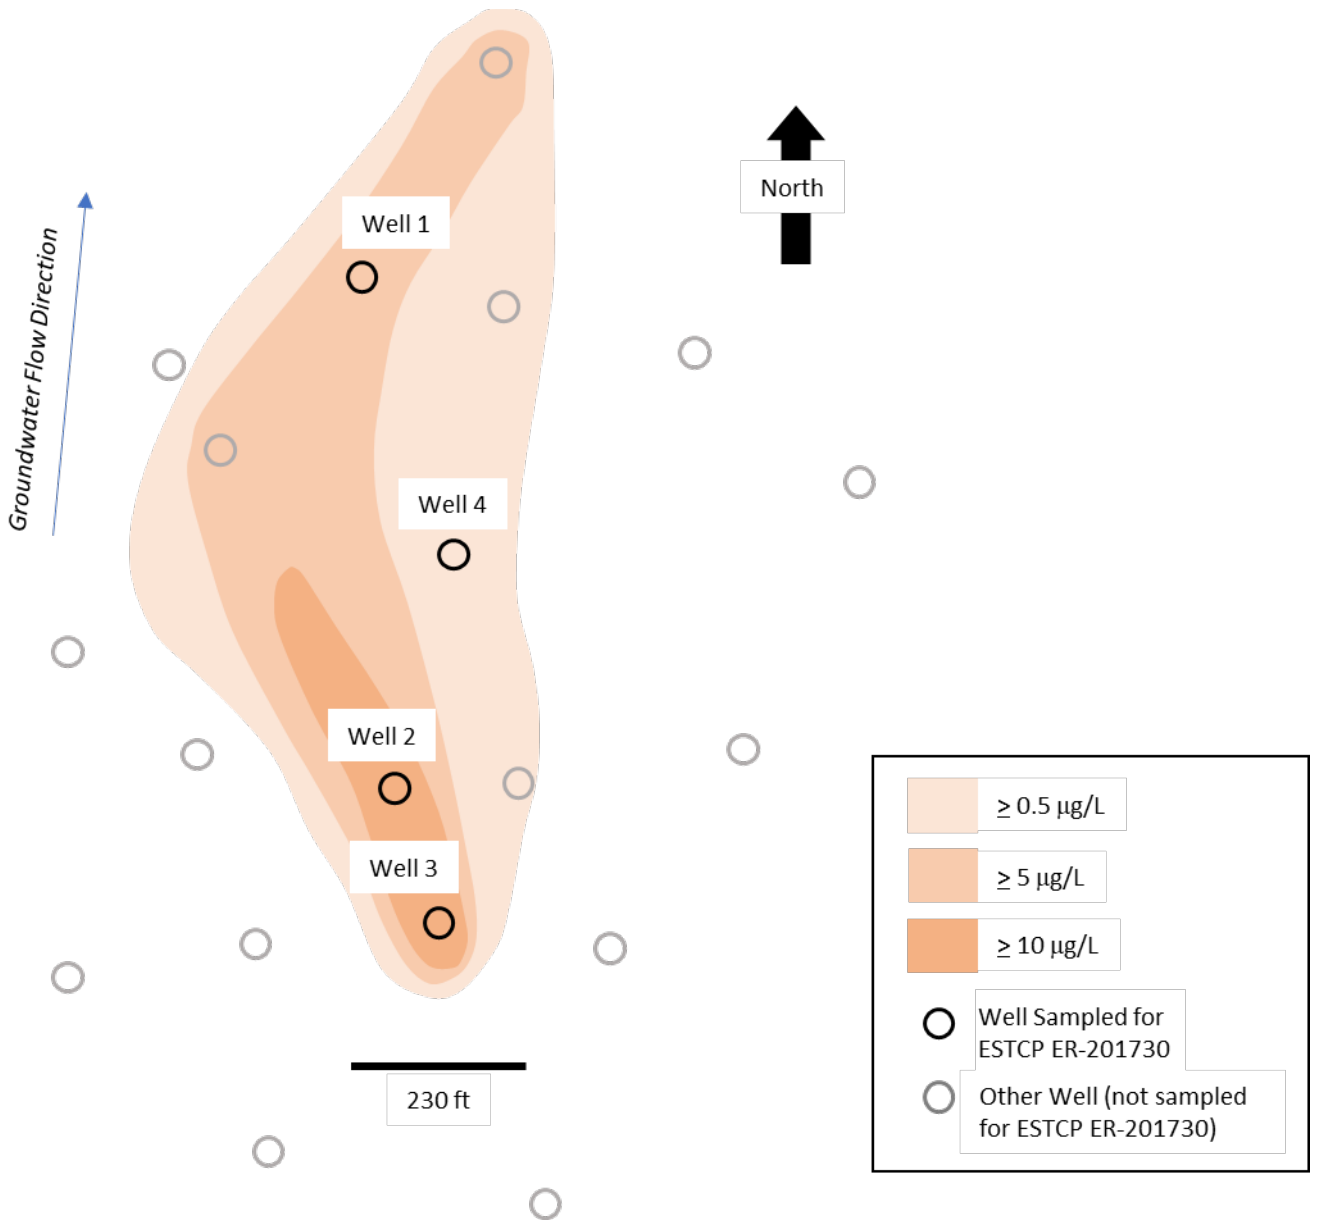 Well 1
North
Groundwater Flow Direction
Well 4
Well 2
Well 3
230 ft
≥ 0.5 µg/L
≥ 5 µg/L
≥ 10 µg/L
Well Sampled for
ESTCP ER-201730
Other Well (not sampled
for ESTCP ER-201730)